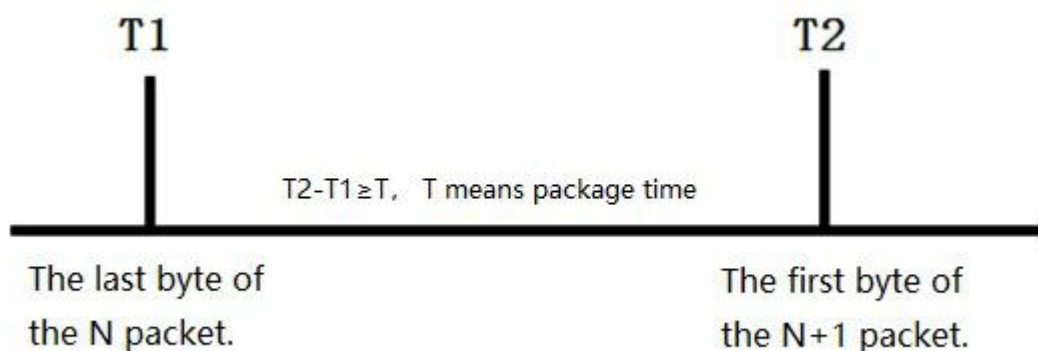 T1 T2
T2-T1≥T, T means package time
The last byte of
the N packet.
The first byte of
the N+1 packet.